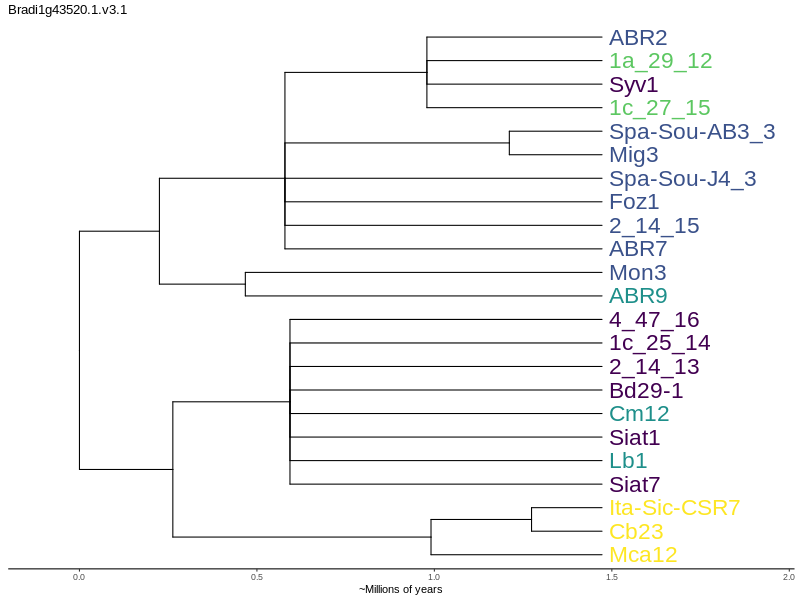 Bradi1g43520.1.v3.1
ABR2
1a_29_12
Syv1
1c_27_15
Spa-Sou-AB3_3
Mig3
Spa-Sou-J4_3
Foz1
2_14_15
ABR7
Mon3
ABR9
4_47_16
1c_25_14
2_14_13
Bd29-1
Cm12
Siat1
Lb1
Siat7
Ita-Sic-CSR7
Cb23
Mca12
0.0 0.5 1.0 1.5 2.0
~Millions of years